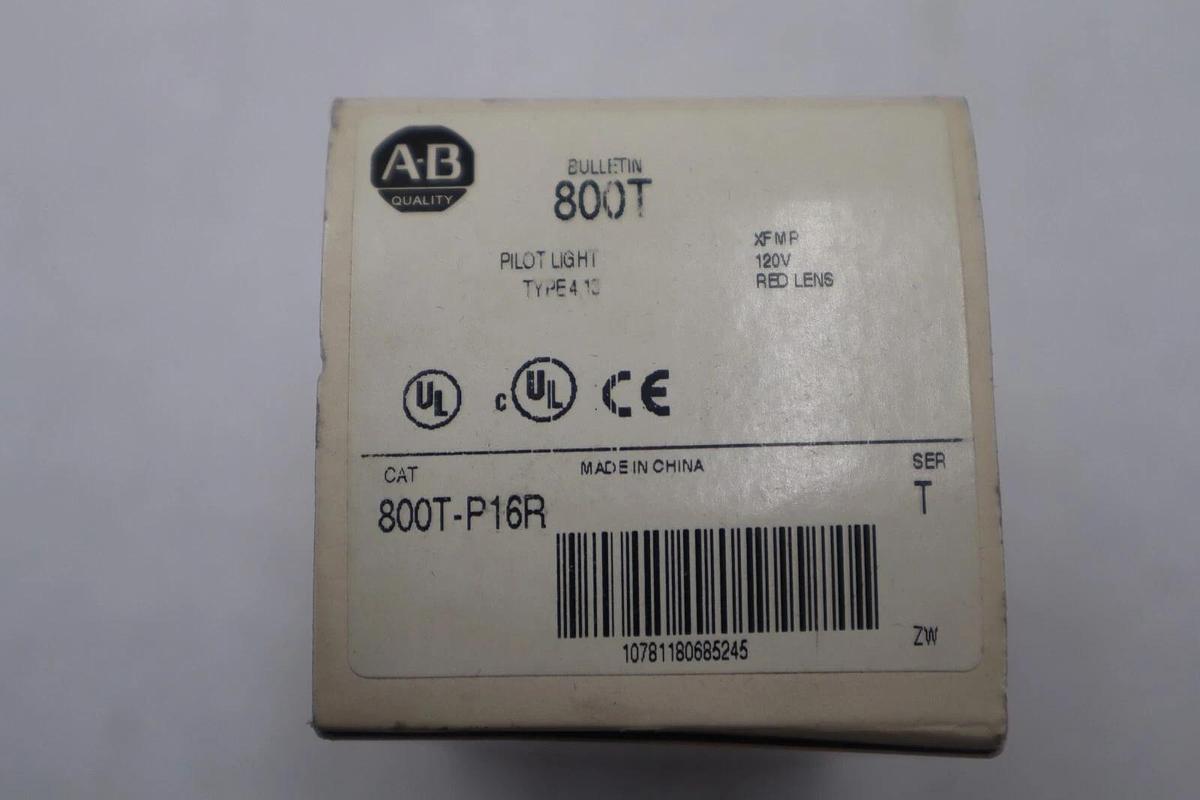 A-B
QUALITY
BULLETIN
800T
PILOT LIGHT
TYPE 4,13
XFMR
120V
RED LENS
UL
c UL
CE
MADE IN CHINA
CAT
800T-P16R
SER
T
10781180685245
ZW